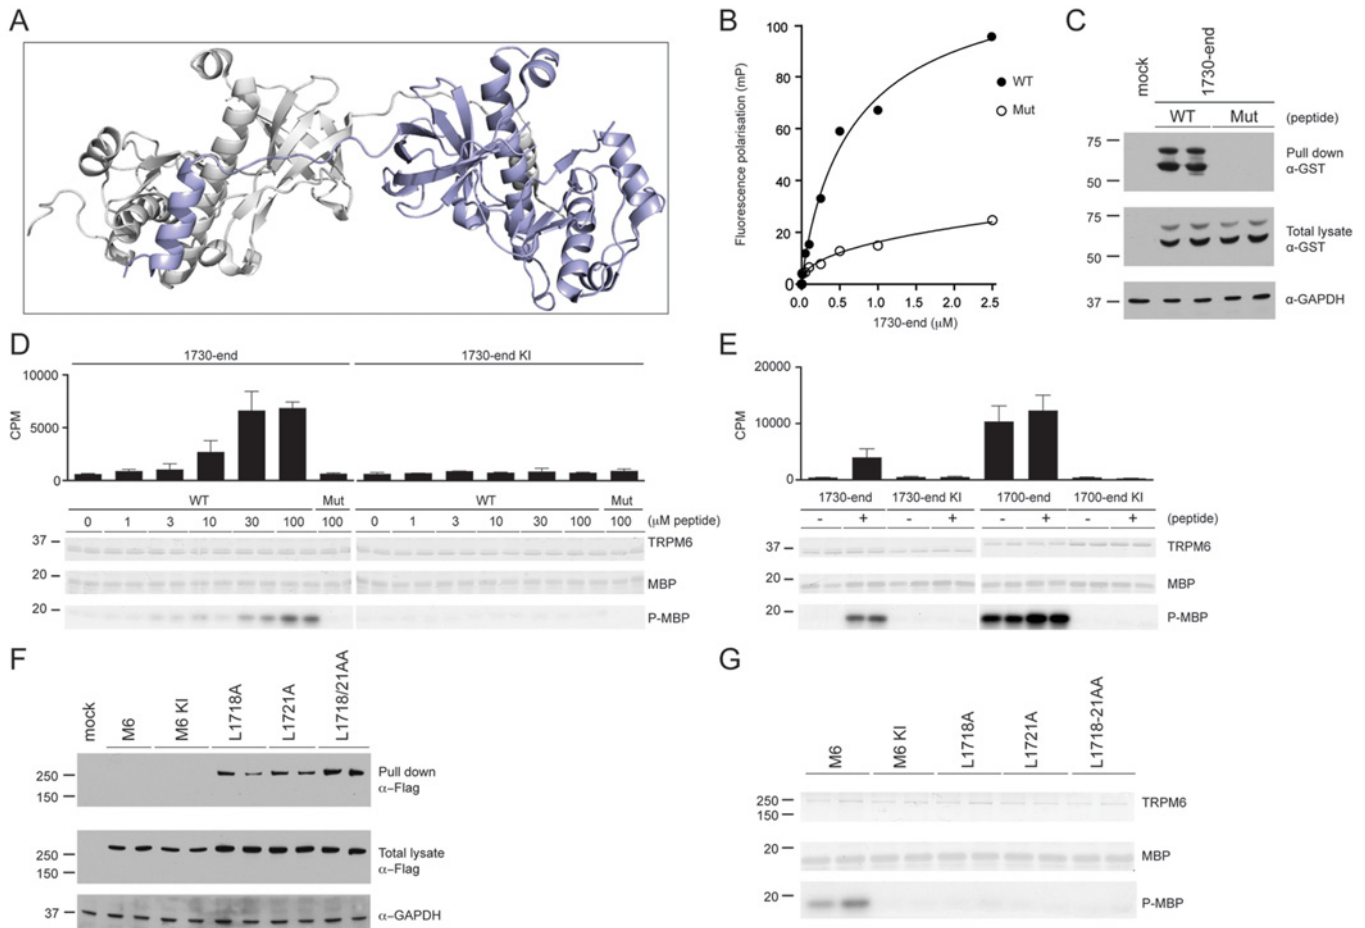 A
B
Fluorescence polarisation (mP)
100
80
60
40
20
0
0.0 0.5 1.0 1.5 2.0 2.5
1730-end (μM)
WT
Mut
C
mock
1730-end
WT Mut (peptide)
75
50
Pull down
α-GST
75
50
Total lysate
α-GST
37
α-GAPDH
D
1730-end 1730-end KI
CPM
10000
5000
0
WT Mut WT Mut
0 1 3 10 30 100 100 0 1 3 10 30 100 100 (μM peptide)
37 TRPM6
20 MBP
20 P-MBP
E
CPM
20000
10000
0
1730-end 1730-end KI 1700-end 1700-end KI
- + - + - + - + (peptide)
37 TRPM6
20 MBP
20 P-MBP
F
mock
M6
M6 KI
L1718A
L1721A
L1718/21AA
250
150
Pull down
α–Flag
250
150
Total lysate
α–Flag
37
α–GAPDH
G
M6
M6 KI
L1718A
L1721A
L1718-21AA
250
150
TRPM6
20 MBP
20 P-MBP